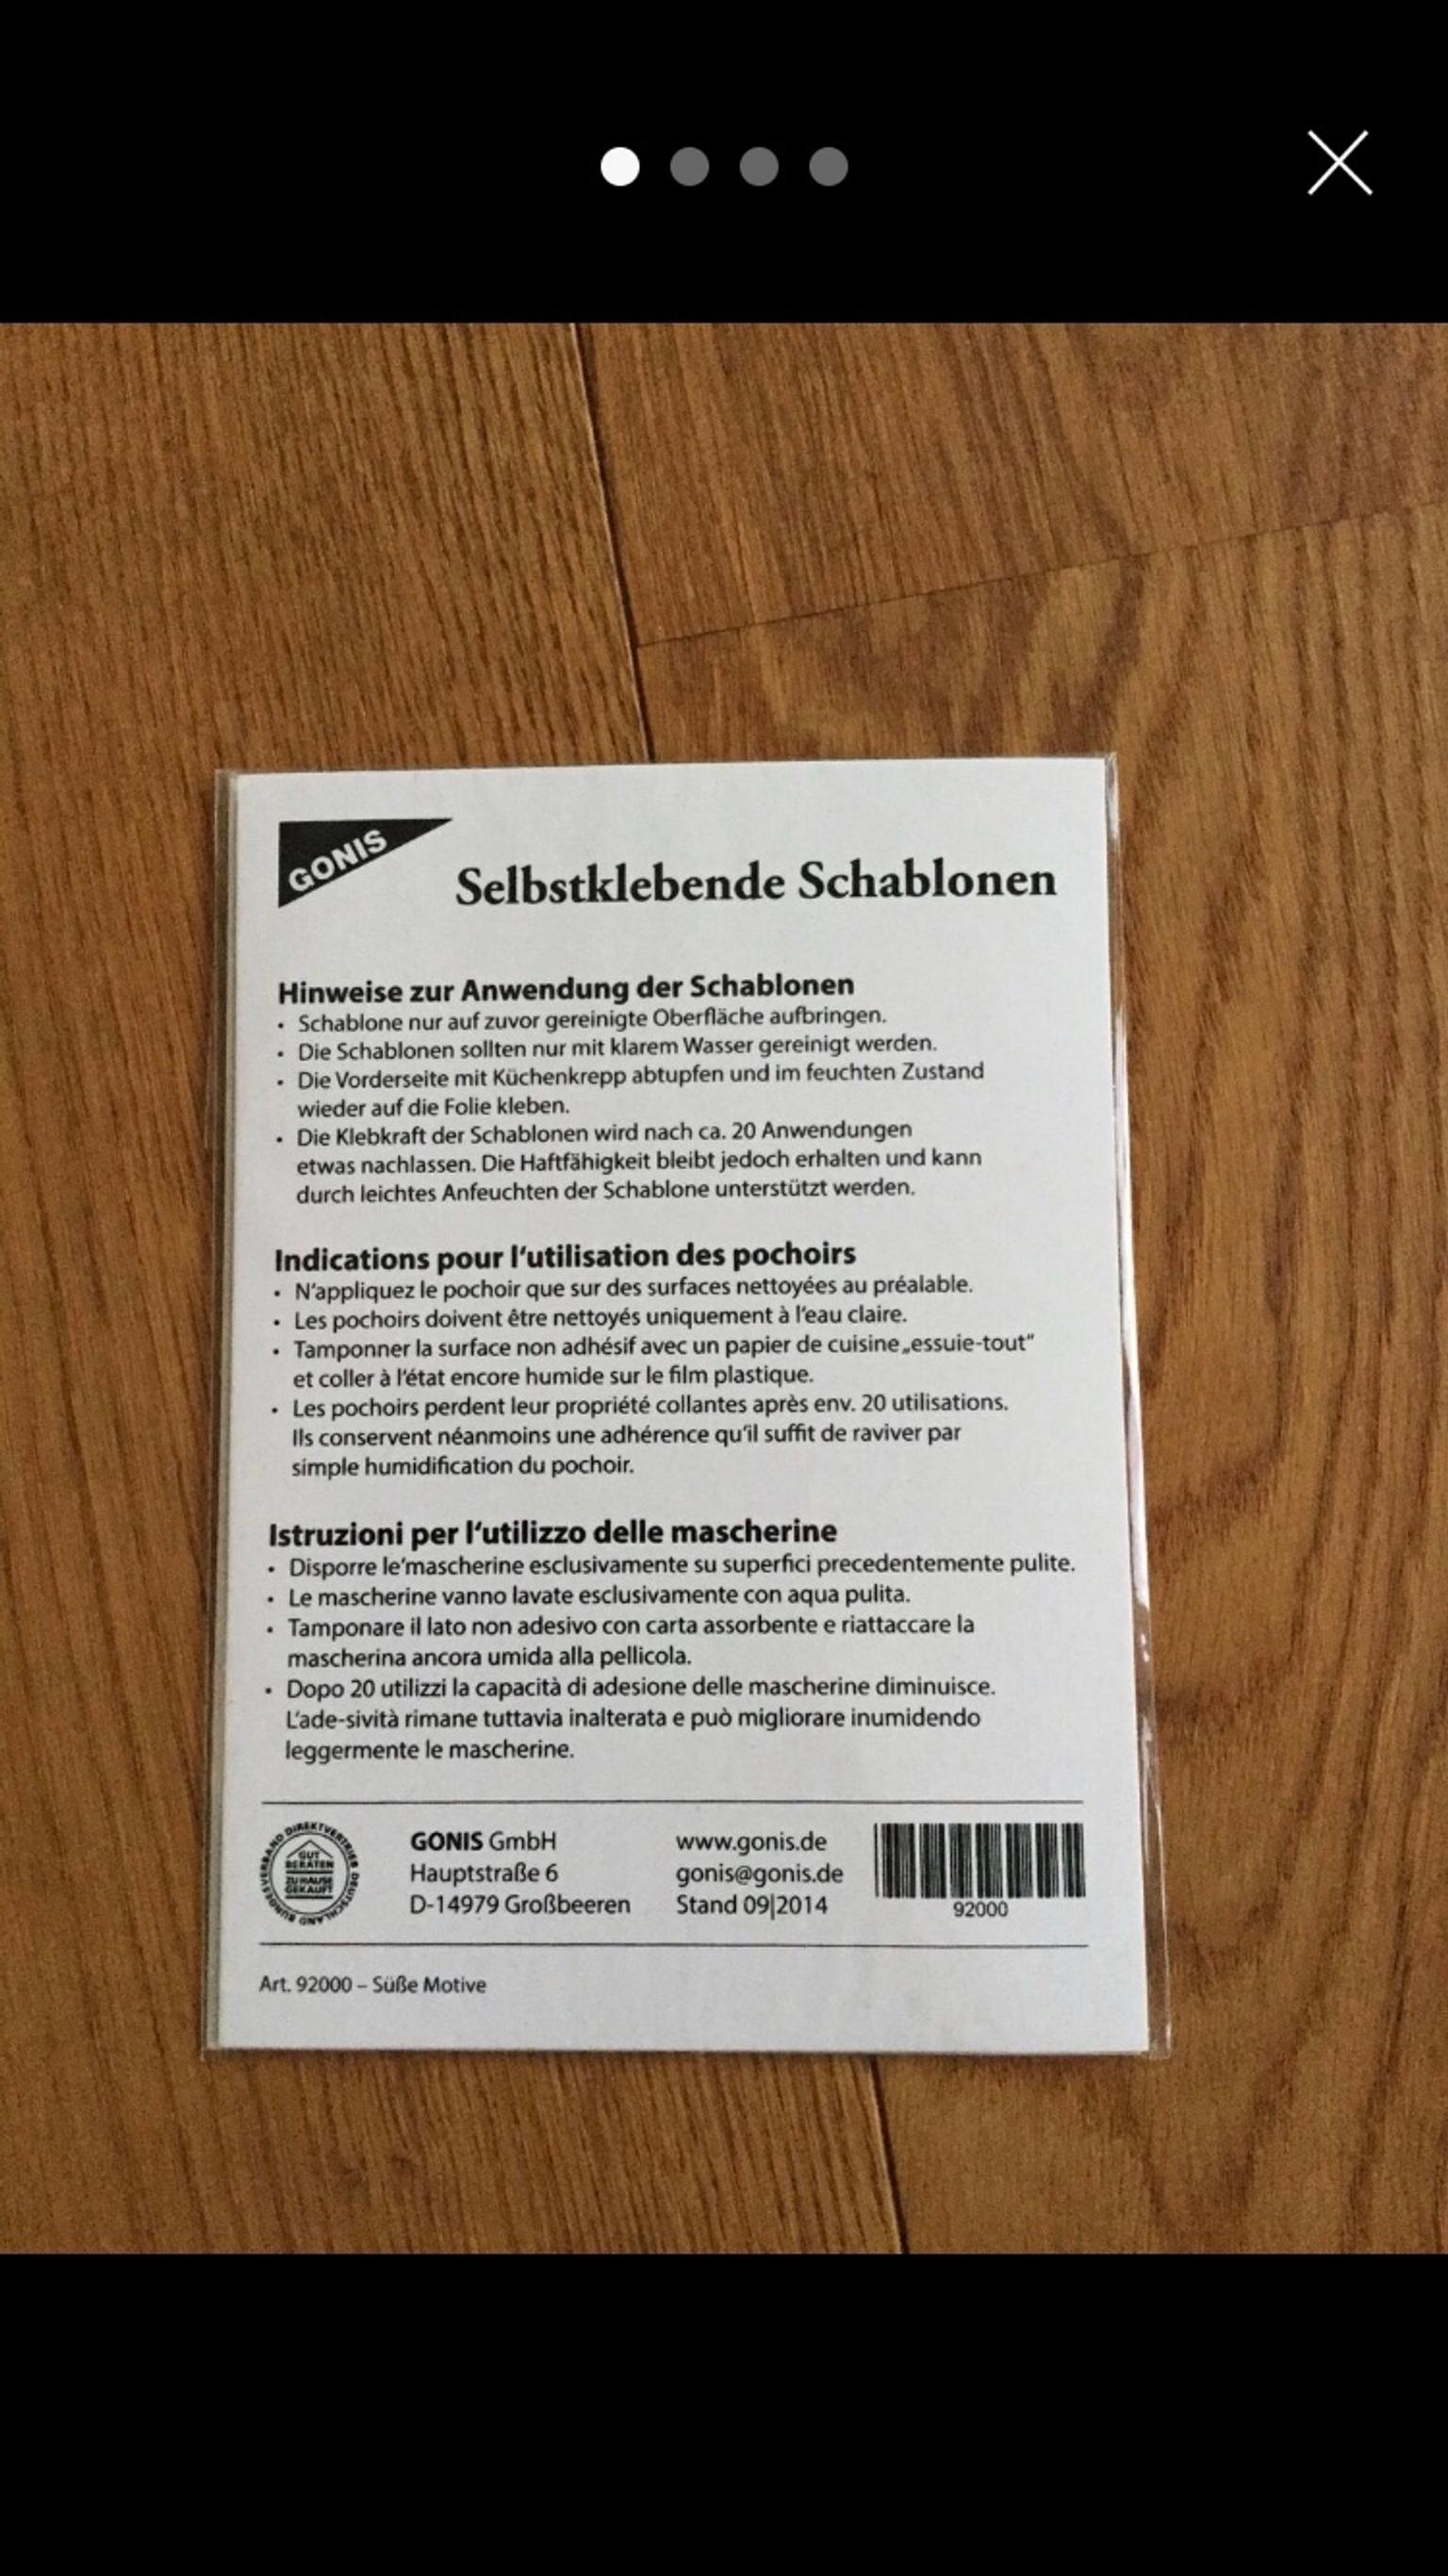 GONIS
Selbstklebende Schablonen
Hinweise zur Anwendung der Schablonen
• Schablone nur auf zuvor gereinigte Oberfläche aufbringen.
• Die Schablonen sollten nur mit klarem Wasser gereinigt werden.
• Die Vorderseite mit Küchenkrepp abtupfen und im feuchten Zustand
wieder auf die Folie kleben.
• Die Klebkraft der Schablonen wird nach ca. 20 Anwendungen
etwas nachlassen. Die Haftfähigkeit bleibt jedoch erhalten und kann
durch leichtes Anfeuchten der Schablone unterstützt werden.
Indications pour l'utilisation des pochoirs
• N'appliquez le pochoir que sur des surfaces nettoyées au préalable.
• Les pochoirs doivent être nettoyés uniquement à l'eau claire.
• Tamponner la surface non adhésif avec un papier de cuisine „essuie-tout“
et coller à l'état encore humide sur le film plastique.
• Les pochoirs perdent leur propriété collantes après env. 20 utilisations.
Ils conservent néanmoins une adhérence qu'il suffit de raviver par
simple humidification du pochoir.
Istruzioni per l'utilizzo delle mascherine
• Disporre le'mascherine esclusivamente su superfici precedentemente pulite.
• Le mascherine vanno lavate esclusivamente con aqua pulita.
• Tamponare il lato non adesivo con carta assorbente e riattaccare la
mascherina ancora umida alla pellicola.
• Dopo 20 utilizzi la capacità di adesione delle mascherine diminuisce.
L'ade-sività rimane tuttavia inalterata e può migliorare inumidendo
leggermente le mascherine.
BUNDESVERBAND DIREKTVERTRIEB DEUTSCHLAND
GUT
BERATEN
ZU HAUSE
GEKAUFT
GONIS GmbH
Hauptstraße 6
D-14979 Großbeeren
www.gonis.de
gonis@gonis.de
Stand 09|2014
92000
Art. 92000 – Süße Motive